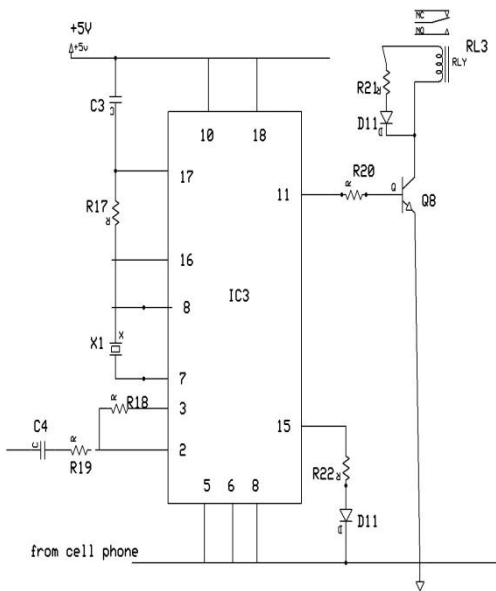 NC
NO
RL3
RLY
+5V
+5v
R21
R
C3
C
D11
D
10
18
17
R20
R
11
Q
Q8
R17
R
16
IC3
8
X1
X
7
R
R18
3
C4
C
R
R19
2
15
R22
R
5
6
8
D11
D
from cell phone